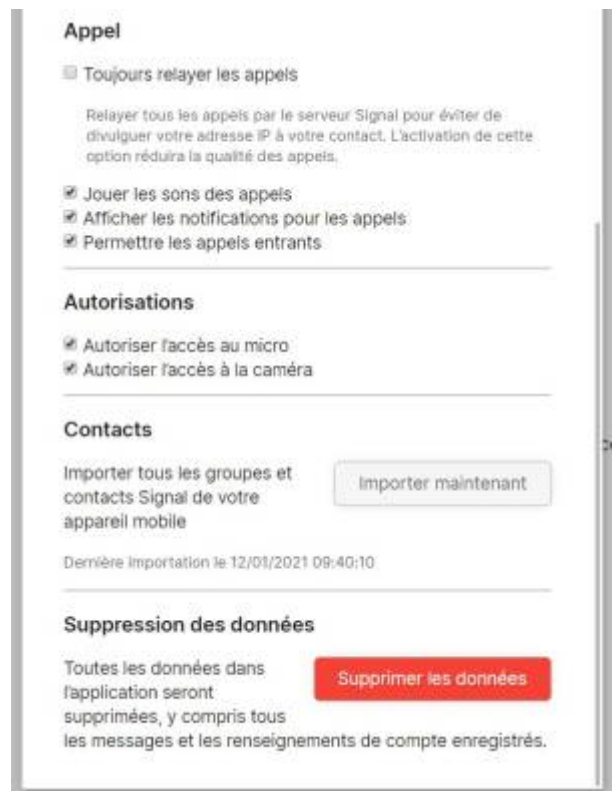 Appel
Toujours relayer les appels
Relayer tous les appels par le serveur Signal pour éviter de
divulguer votre adresse IP à votre contact. L'activation de cette
option réduira la qualité des appels.
Jouer les sons des appels
Afficher les notifications pour les appels
Permettre les appels entrants
Autorisations
Autoriser l'accès au micro
Autoriser l'accès à la caméra
Contacts
Importer tous les groupes et
contacts Signal de votre
appareil mobile
Importer maintenant
Dernière importation le 12/01/2021 09:40:10
Suppression des données
Toutes les données dans
l'application seront
supprimées, y compris tous
les messages et les renseignements de compte enregistrés.
Supprimer les données